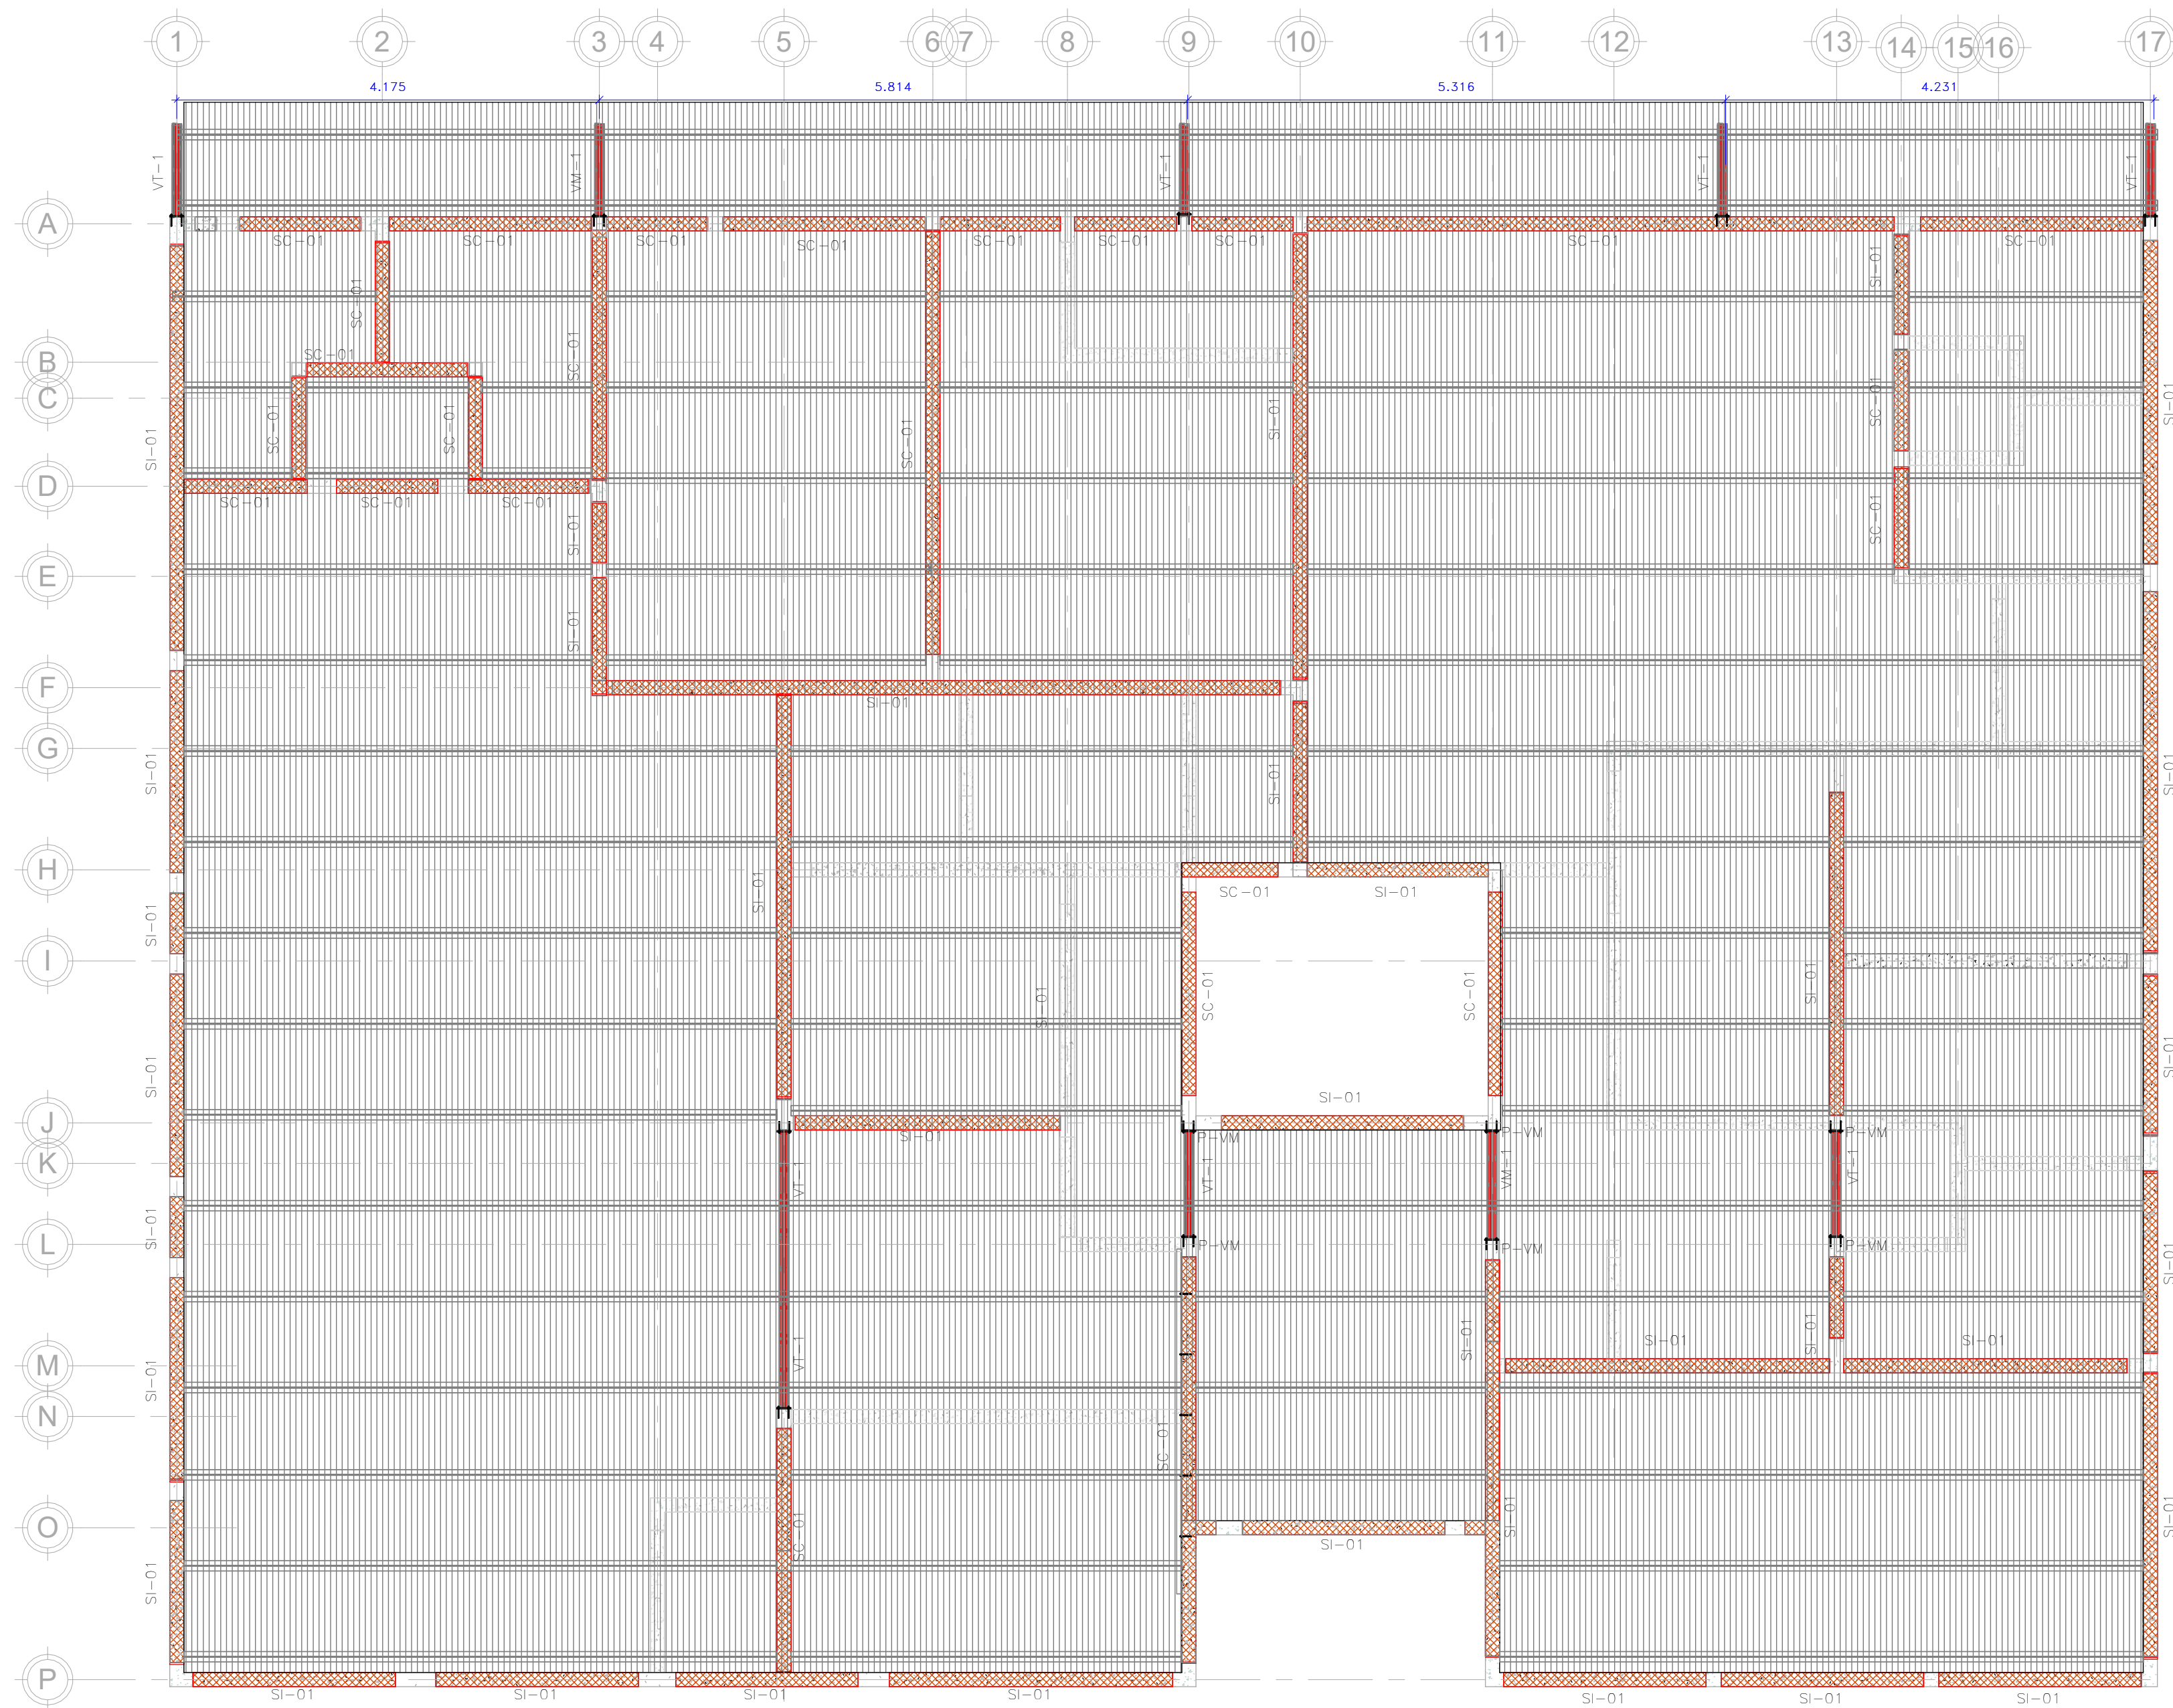 1 2 3 4 5 6 7 8 9 10 11 12 13 14 15 16 17
4.175 5.814 5.316 4.231
VT-1 VM-1 VT-1 VT-1 VT-1
A
SC-01 SC-01 SC-01 SC-01 SC-01 SC-01 SC-01 SC-01 SC-01
SC-01 SI-01
B
SC-01 SC-01
C
SC-01 SC-01 SI-01 SC-01 SC-01 SI-01 SC-01 SI-01
D
SC-01 SC-01 SC-01
SI-01 SC-01
E
SI-01
F
SI-01
G
SI-01 SI-01 SI-01
H
SI-01 SI-01 SC-01 SI-01
I
SC-01 SC-01 SI-01 SI-01
SI-01 SI-01 SI-01
J
SI-01 P-VM P-VM P-VM
K
VT-1 VT-1 VM-1 VT-1
SI-01
L
P-VM P-VM P-VM SI-01
SI-01 SI-01 SI-01 SI-01
M
SI-01 VT-1
N
SC-01
O
SC-01 SI-01 SI-01 SI-01
SI-01
P
SI-01 SI-01 SI-01 SI-01 SI-01 SI-01 SI-01